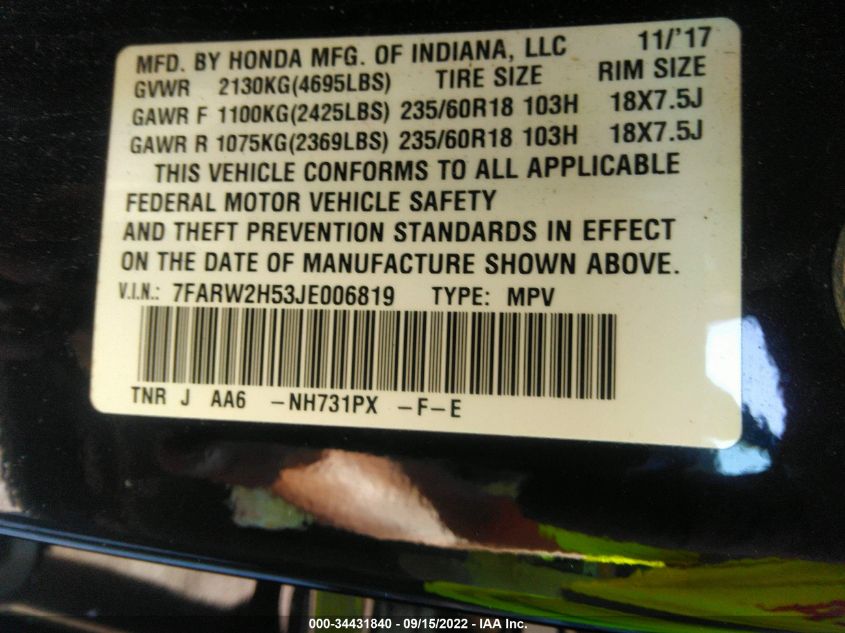 MFD. BY HONDA MFG. OF INDIANA, LLC 11/'17
GVWR 2130KG(4695LBS) TIRE SIZE RIM SIZE
GAWR F 1100KG(2425LBS) 235/60R18 103H 18X7.5J
GAWR R 1075KG(2369LBS) 235/60R18 103H 18X7.5J
THIS VEHICLE CONFORMS TO ALL APPLICABLE
FEDERAL MOTOR VEHICLE SAFETY
AND THEFT PREVENTION STANDARDS IN EFFECT
ON THE DATE OF MANUFACTURE SHOWN ABOVE.
V.I.N.: 7FARW2H53JE006819 TYPE: MPV
TNR J AA6 -NH731PX -F-E
000-34431840 - 09/15/2022 - IAA Inc.